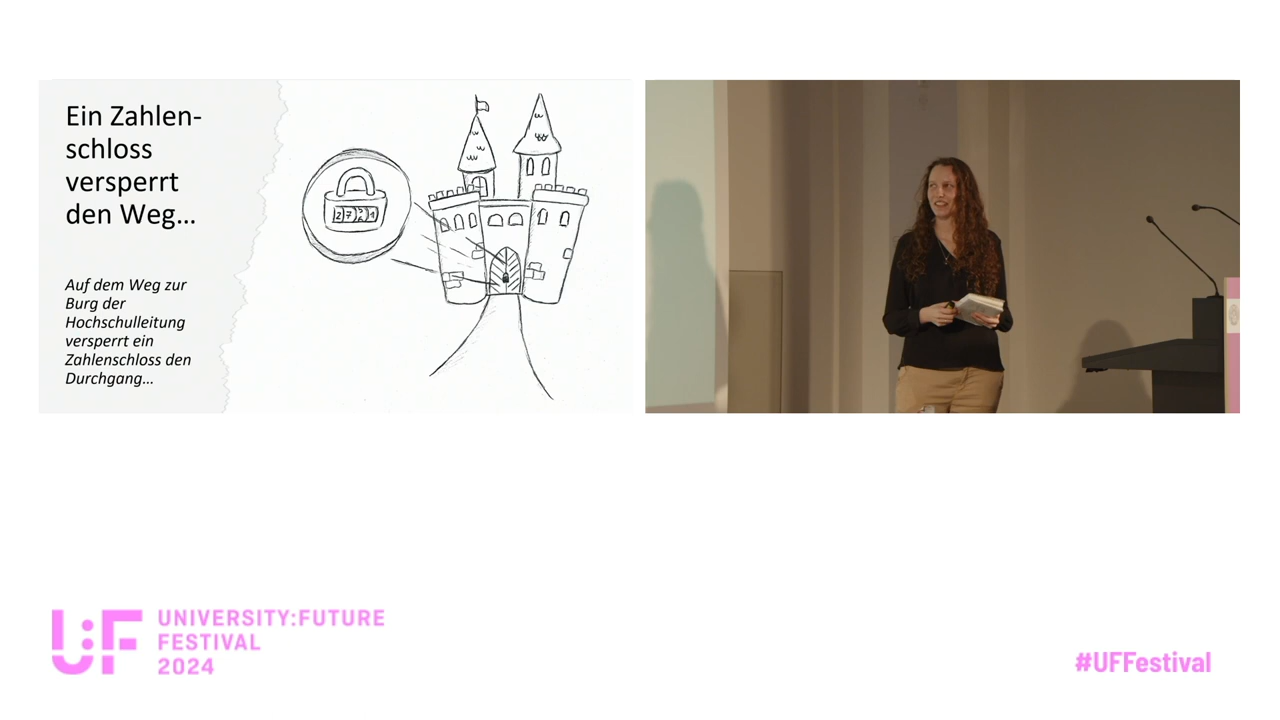 Ein Zahlen-
schloss
versperrt
den Weg...
Auf dem Weg zur
Burg der
Hochschulleitung
versperrt ein
Zahlenschloss den
Durchgang...
U:F
UNIVERSITY:FUTURE
FESTIVAL
2024
#UFFestival